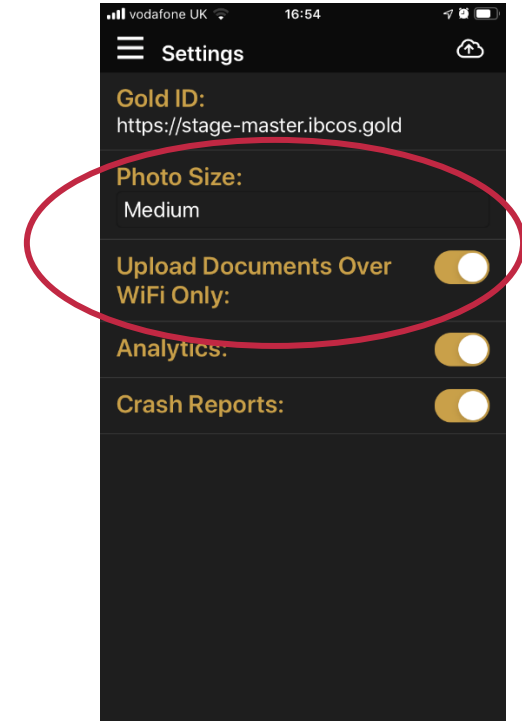 vodafone UK 16:54
Settings
Gold ID:
https://stage-master.ibcos.gold
Photo Size:
Medium
Upload Documents Over
WiFi Only:
Analytics:
Crash Reports: